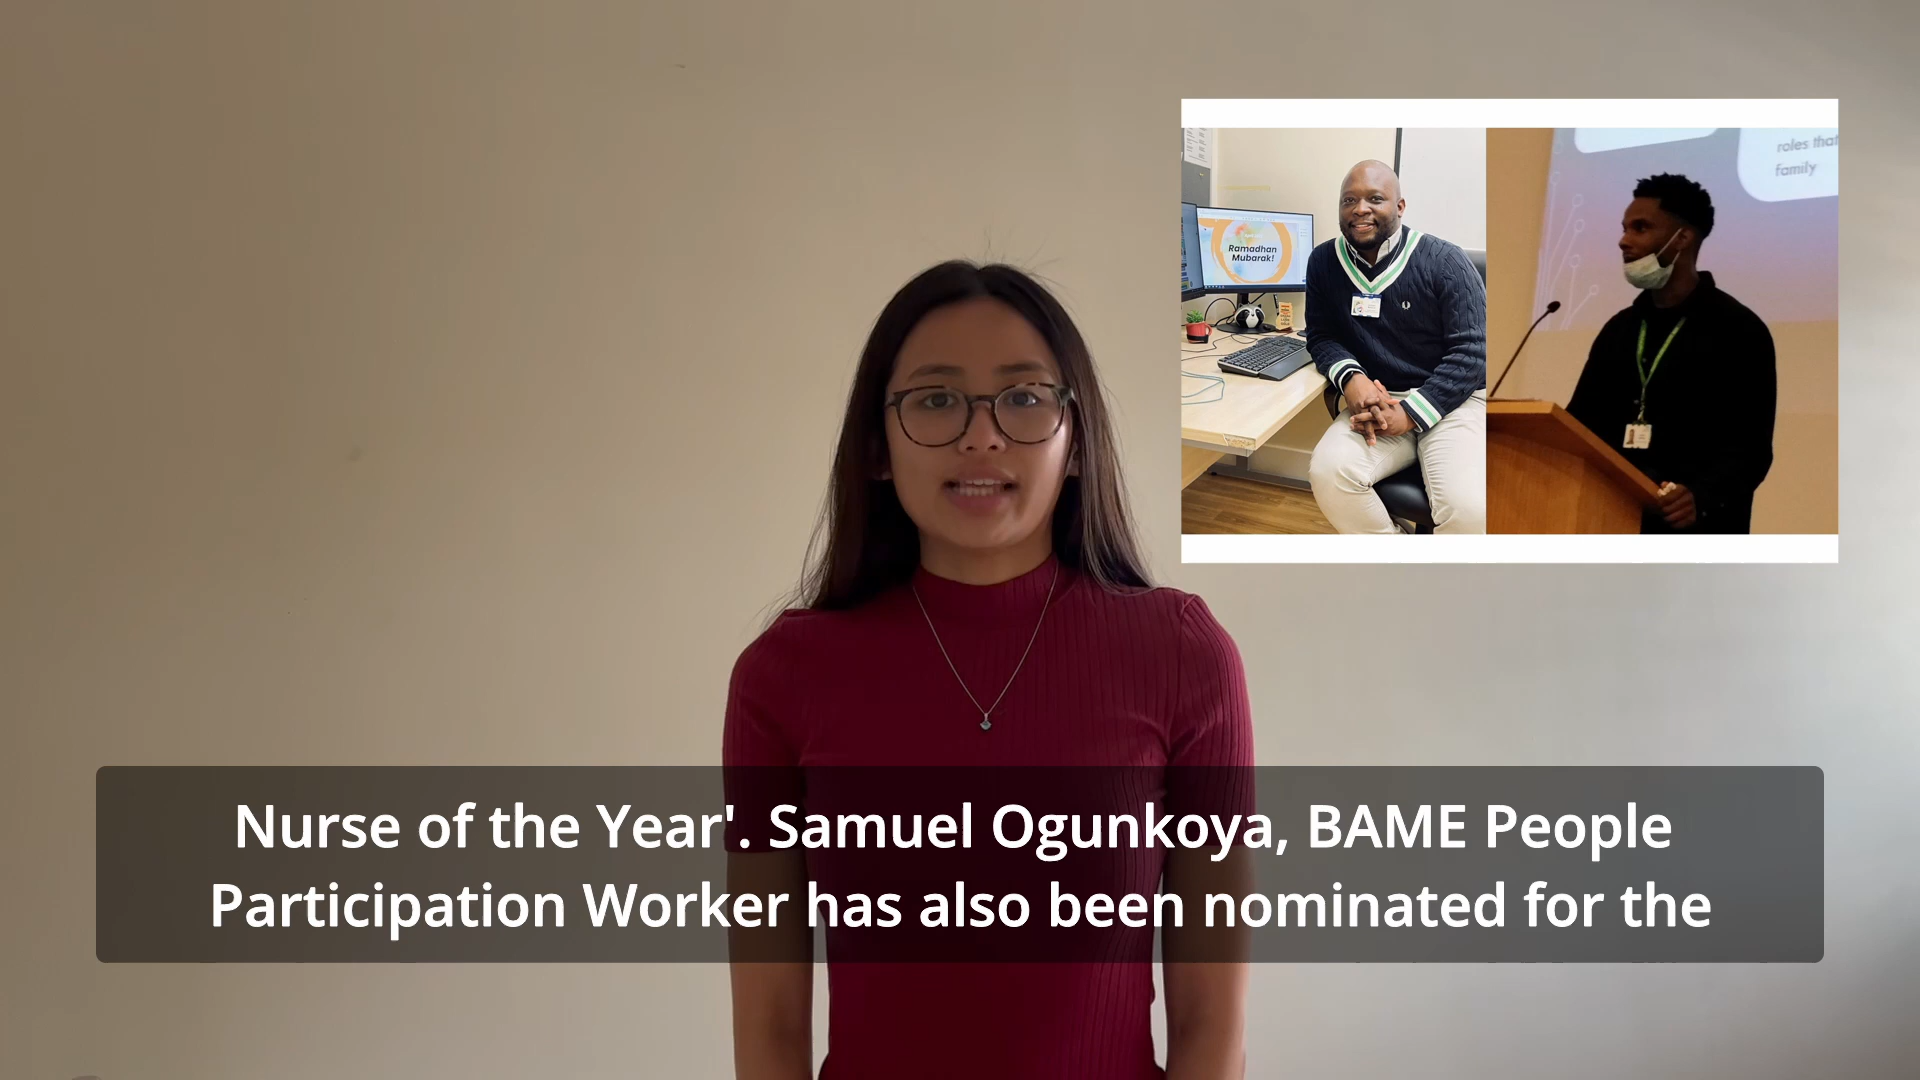 roles that
family
Ramadhan
Mubarak!
Nurse of the Year'. Samuel Ogunkoya, BAME People
Participation Worker has also been nominated for the